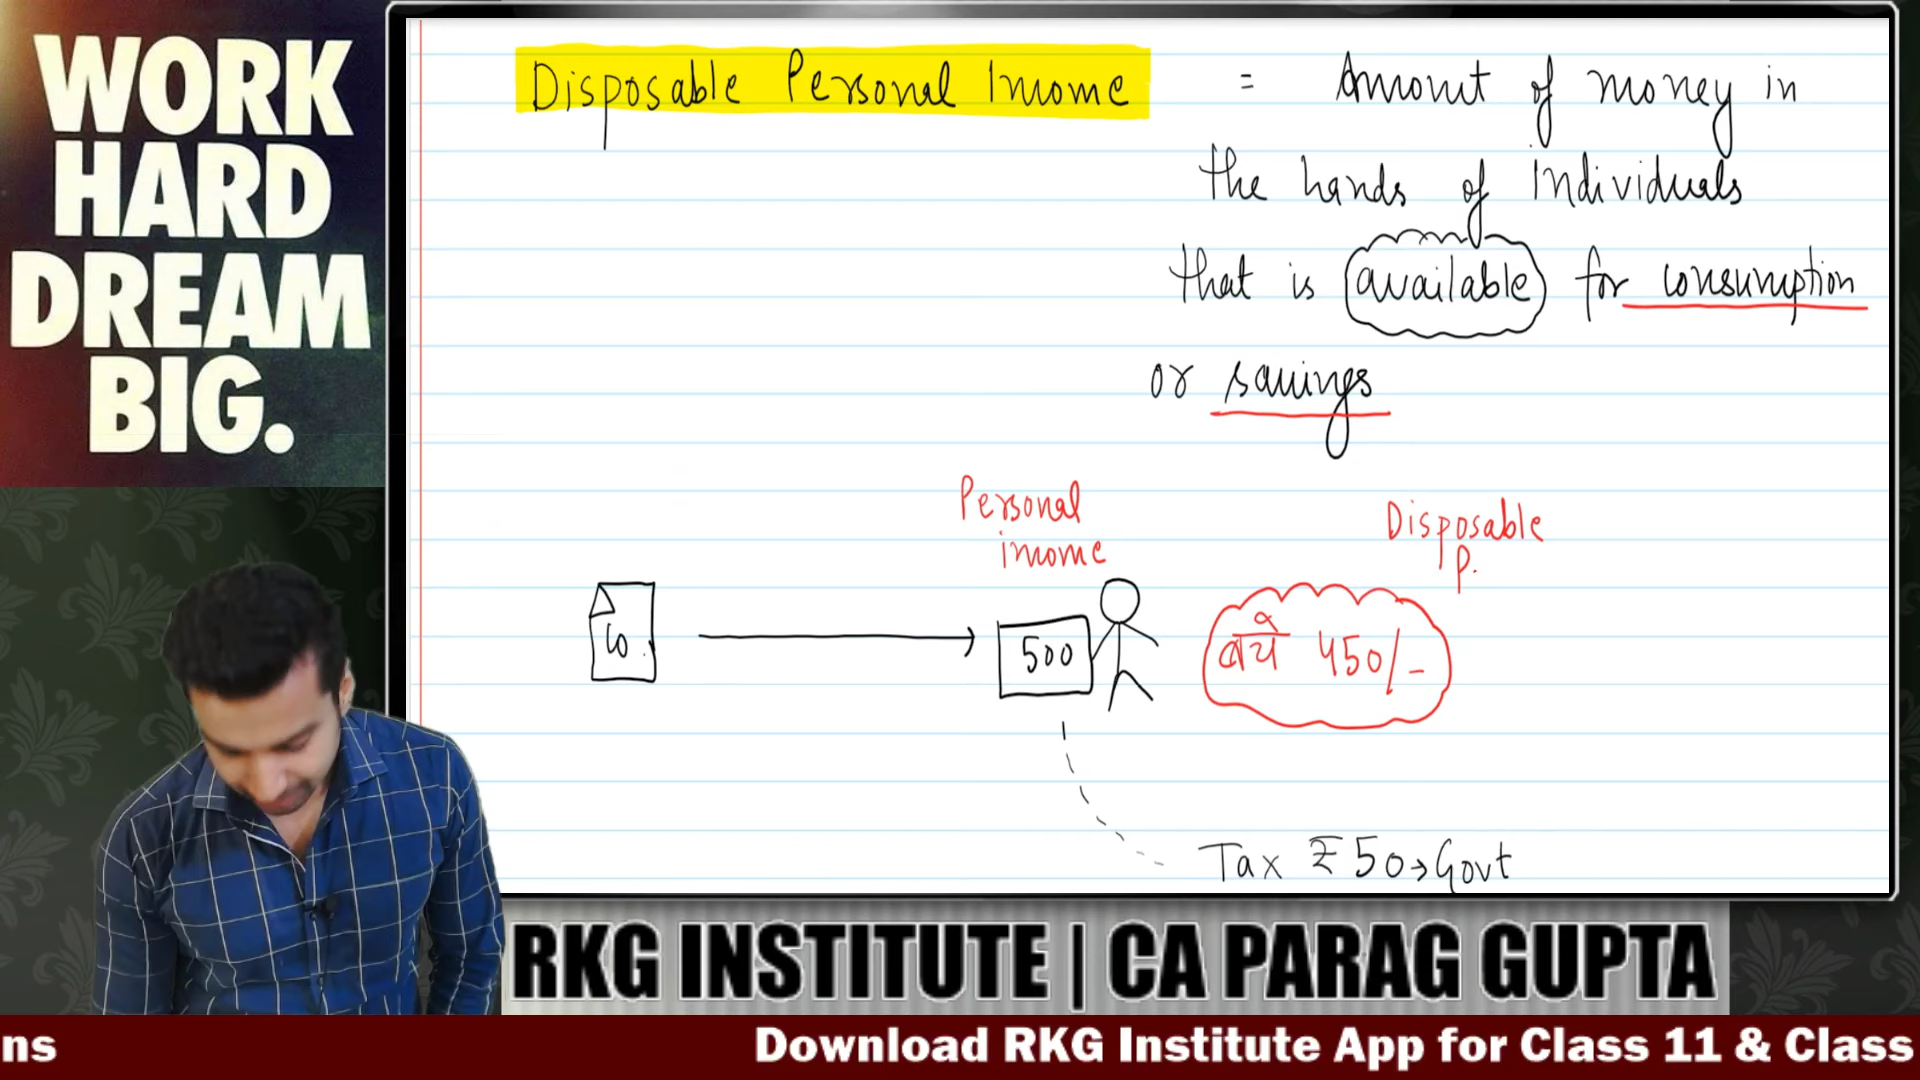 WORK
HARD
DREAM
BIG.
Disposable Personal Income = Amount of money in
the hands of individuals
that is available for consumption
or savings
Personal
income
Disposable
P.
Co.
500
450/-
Tax ₹50→Govt
RKG INSTITUTE | CA PARAG GUPTA
ns
Download RKG Institute App for Class 11 & Class